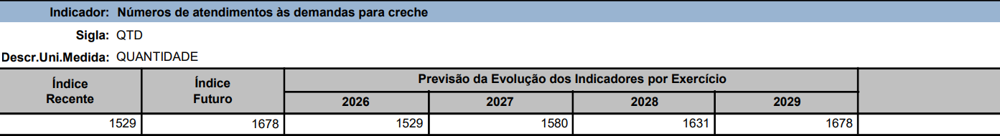 Indicador: Números de atendimentos às demandas para creche
Sigla: QTD
Descr.Uni.Medida: QUANTIDADE
Índice Recente Índice Futuro Previsão da Evolução dos Indicadores por Exercício
2026 2027 2028 2029
1529 1678 1529 1580 1631 1678